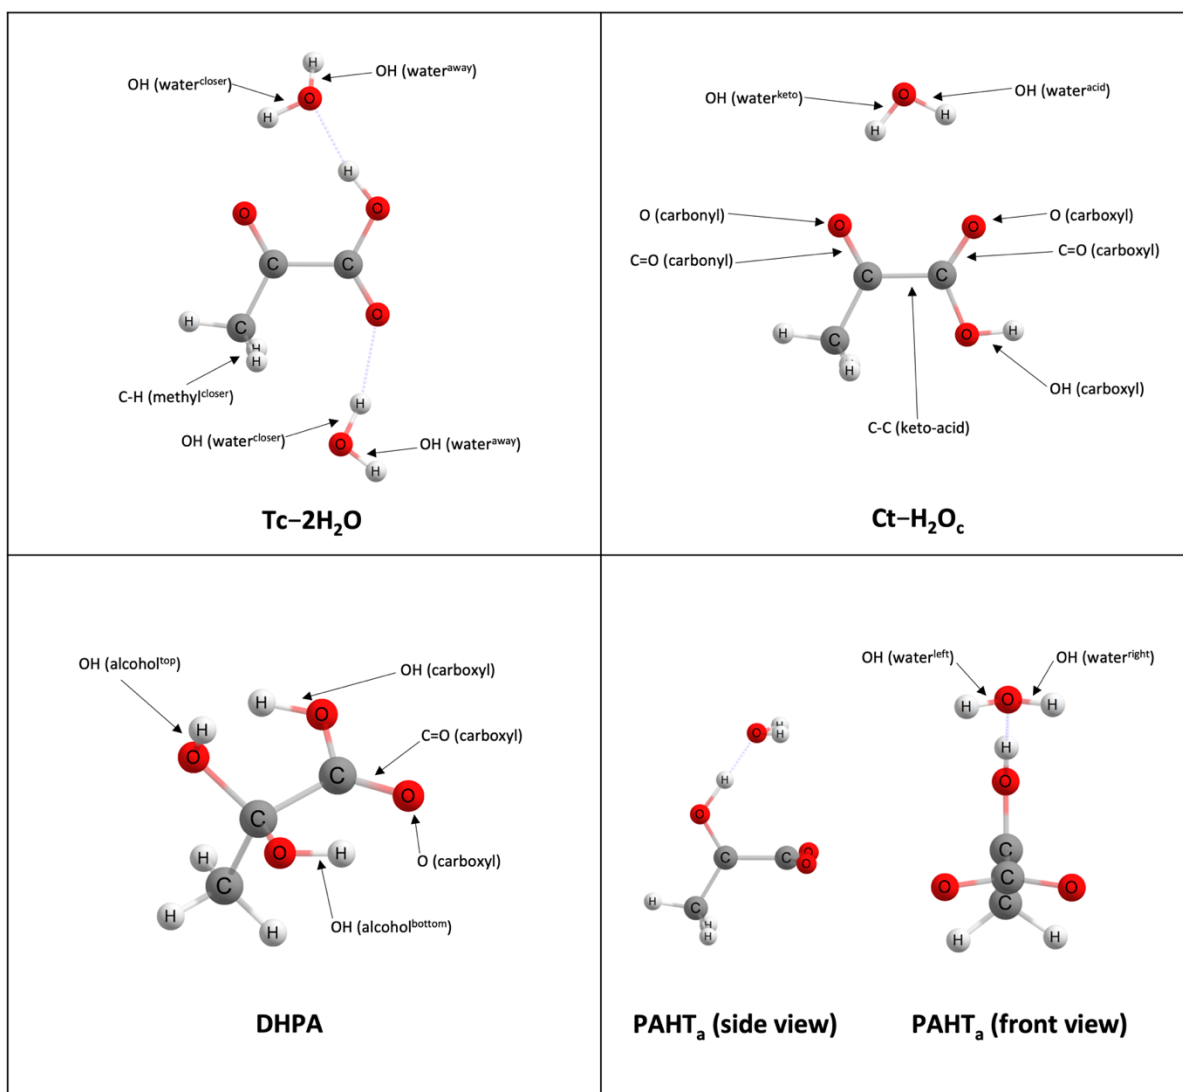 OH (water^closer)
OH (water^away)
H
O
H
H
O
O
C
C
O
H
C
H
H
C-H (methyl^closer)
H
OH (water^closer)
O
OH (water^away)
H
Tc−2H₂O
OH (water^keto)
O
OH (water^acid)
H
H
O (carbonyl)
O
O
O (carboxyl)
C=O (carbonyl)
C=O (carboxyl)
C
C
H
C
O
H
H
OH (carboxyl)
C-C (keto-acid)
Ct−H₂O_c
OH (alcohol^top)
OH (carboxyl)
H
O
H
O
C=O (carboxyl)
C
O
C
O
H
H
C
O (carboxyl)
H
H
OH (alcohol^bottom)
DHPA
O
H
H
H
O
C
C
O
O
H
C
H
H
PAHTₐ (side view)
OH (water^left)
OH (water^right)
H
O
H
H
O
C
O
C
O
C
H
H
PAHTₐ (front view)